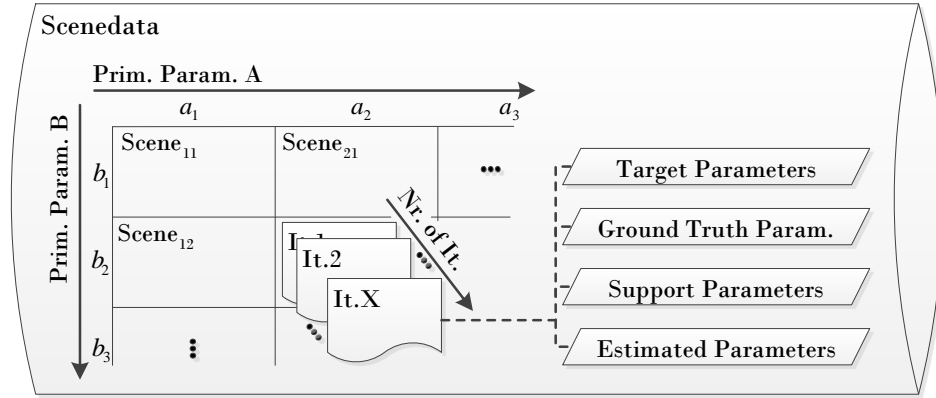 Scenedata
Prim. Param. A
Prim. Param. B
a₁ a₂ a₃
b₁
b₂
b₃
Scene₁₁
Scene₂₁
Scene₁₂
Nr. of It.
It.2
It.X
Target Parameters
Ground Truth Param.
Support Parameters
Estimated Parameters